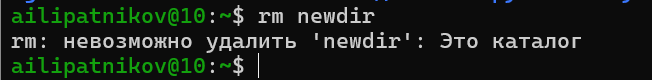 ailipatnikov@10:~$ rm newdir
rm: невозможно удалить 'newdir': Это каталог
ailipatnikov@10:~$